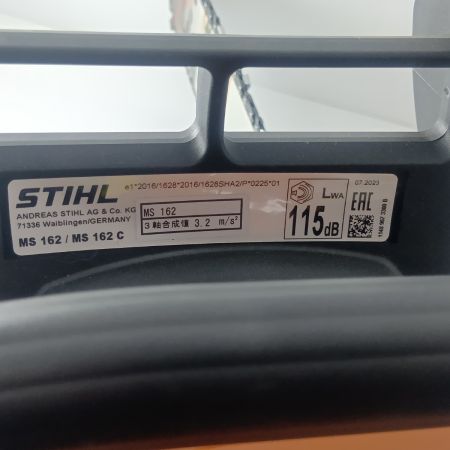 e1*2016/1628*2016/1628SHA2/P*0225*01
STIHL
ANDREAS STIHL AG & Co. KG
71336 Waiblingen/GERMANY
MS 162 / MS 162 C
MS 162
3軸合成値 3.2 m/s²
LWA
115dB
07.2023
EAC